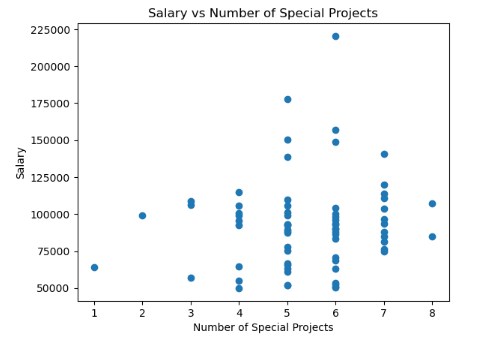 Salary vs Number of Special Projects
225000
200000
175000
150000
125000
100000
75000
50000
Salary
1 2 3 4 5 6 7 8
Number of Special Projects